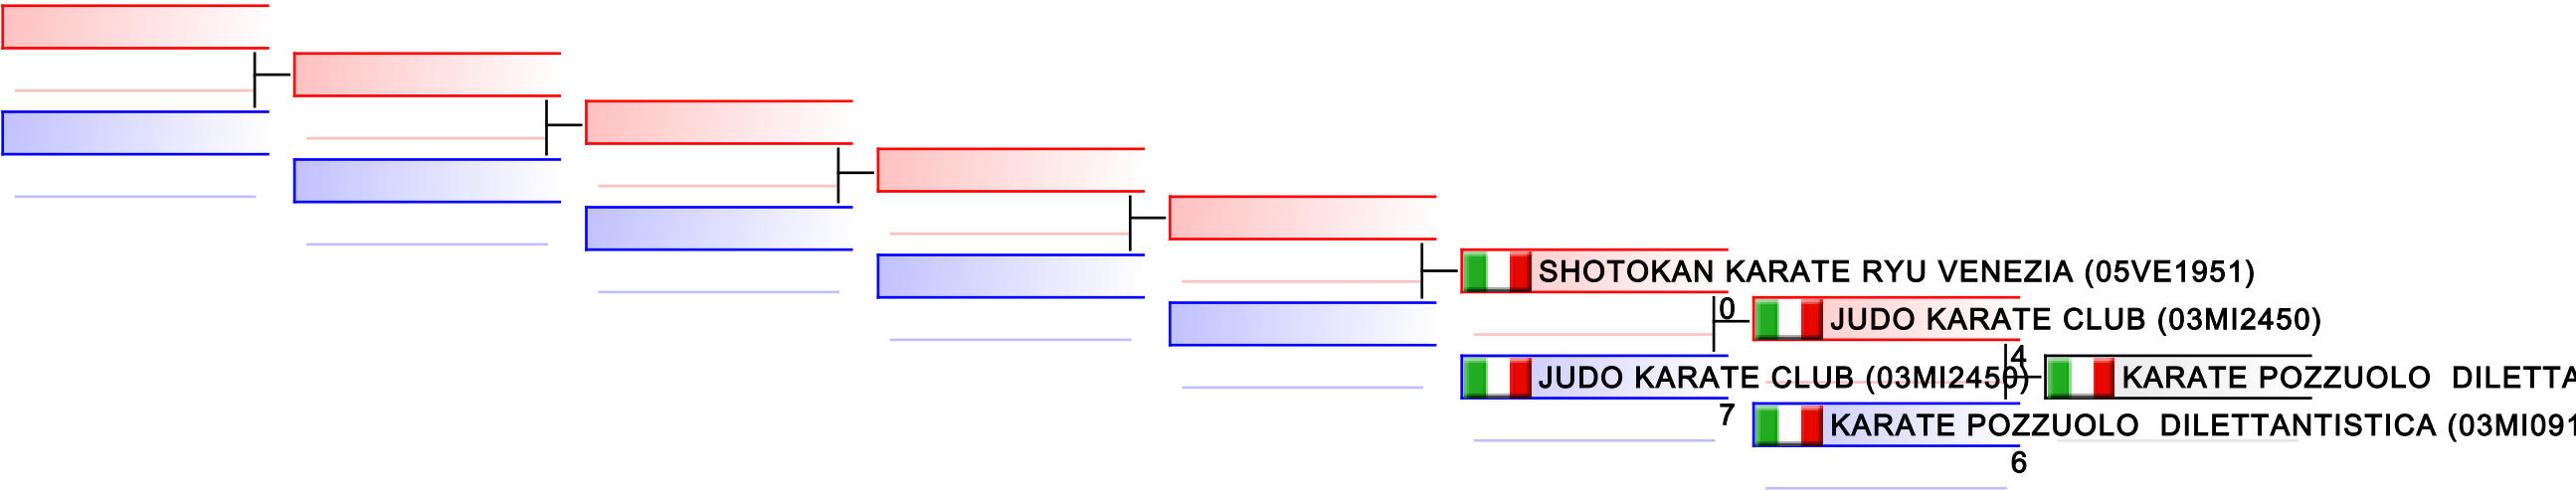 SHOTOKAN KARATE RYU VENEZIA (05VE1951)
0
JUDO KARATE CLUB (03MI2450)
4
JUDO KARATE CLUB (03MI2450)
KARATE POZZUOLO  DILETTA
7
KARATE POZZUOLO  DILETTANTISTICA (03MI091
6